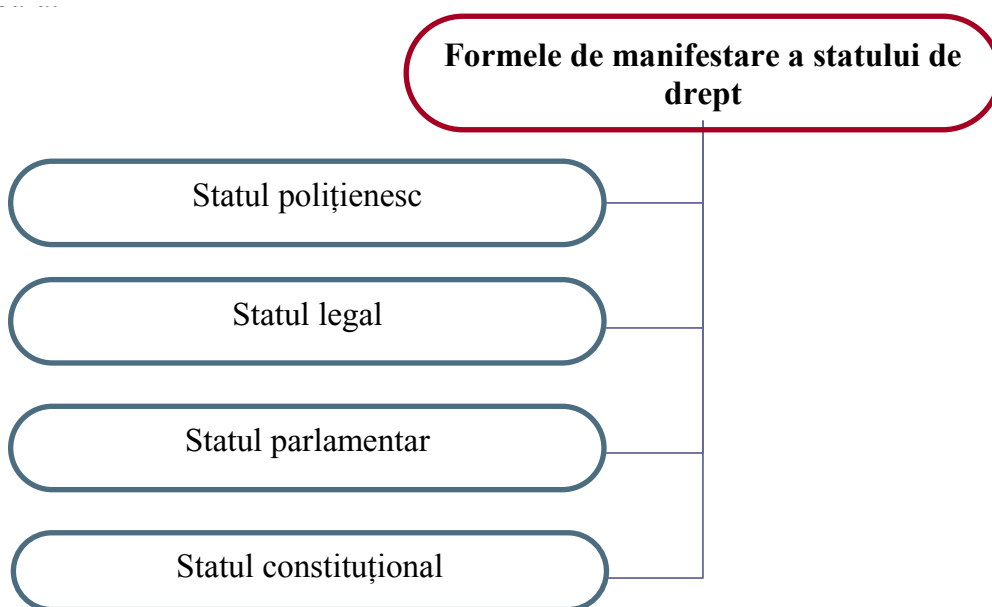 Formele de manifestare a statului de
drept
Statul polițienesc
Statul legal
Statul parlamentar
Statul constituțional